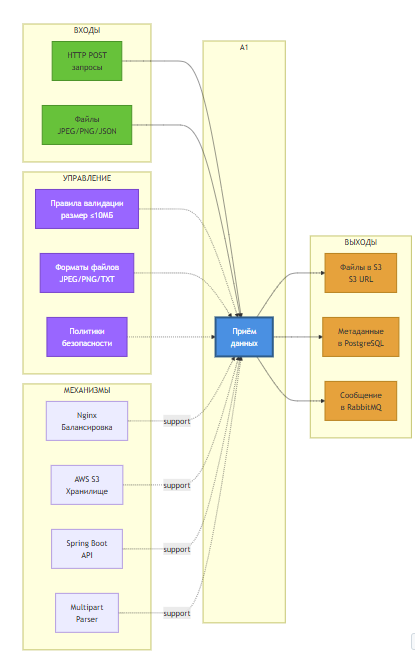 ВХОДЫ
HTTP POST
запросы
Файлы
JPEG/PNG/JSON
УПРАВЛЕНИЕ
Правила валидации
размер ≤10МБ
Форматы файлов
JPEG/PNG/TXT
Политики
безопасности
МЕХАНИЗМЫ
Nginx
Балансировка
support
AWS S3
Хранилище
support
Spring Boot
API
support
Multipart
Parser
support
A1
Приём
данных
ВЫХОДЫ
Файлы в S3
S3 URL
Метаданные
в PostgreSQL
Сообщение
в RabbitMQ